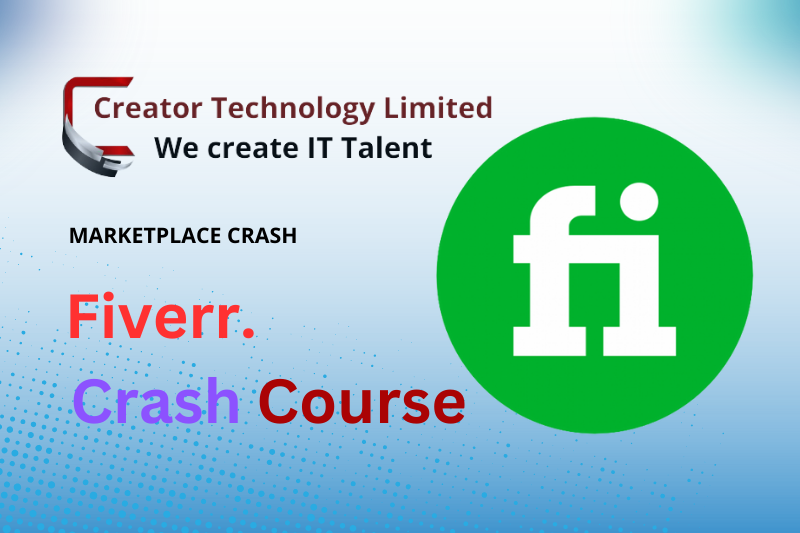 Creator Technology Limited
We create IT Talent
MARKETPLACE CRASH
Fiverr.
Crash Course
fi